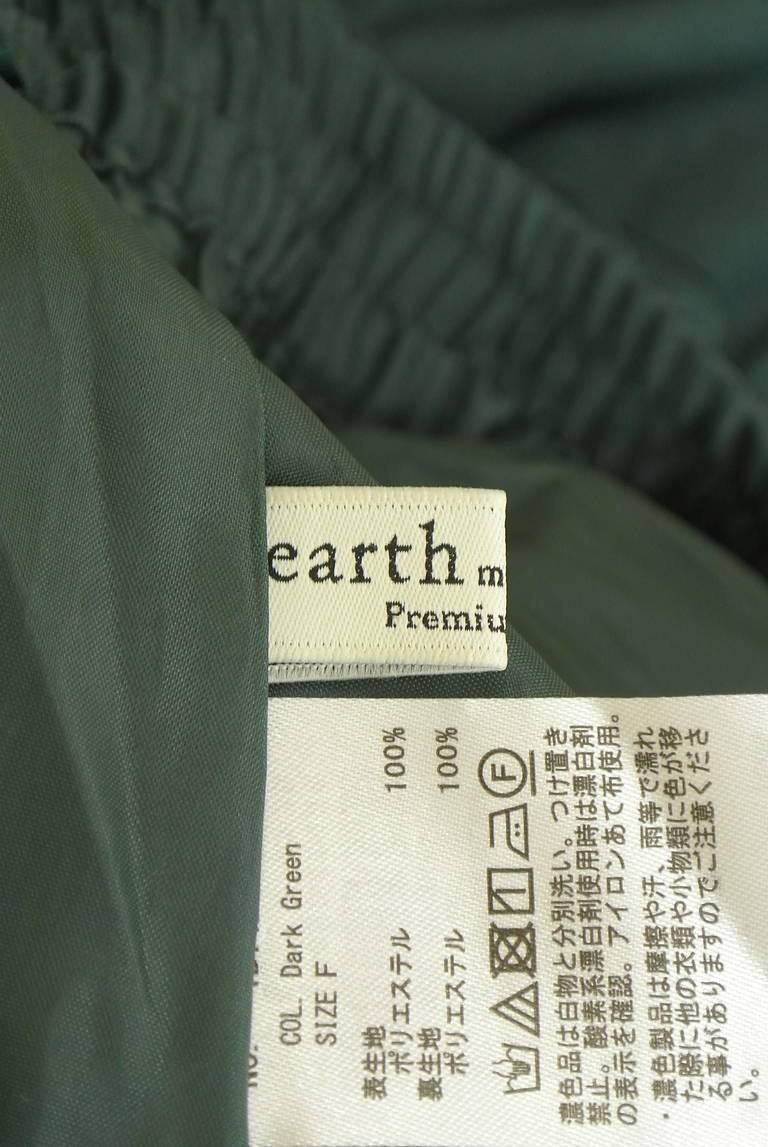 earth m
Premiu
COL. Dark Green
SIZE F
表生地
ポリエステル 100%
裏生地
ポリエステル 100%
F
濃色品は白物と分別洗い。つけ置き
禁止。酸素系漂白剤使用時は漂白剤
の表示を確認。アイロンあて布使用。
・濃色製品は摩擦や汗、雨等で濡れ
た際に他の衣類や小物類に色が移
る事がありますのでご注意くださ
い。